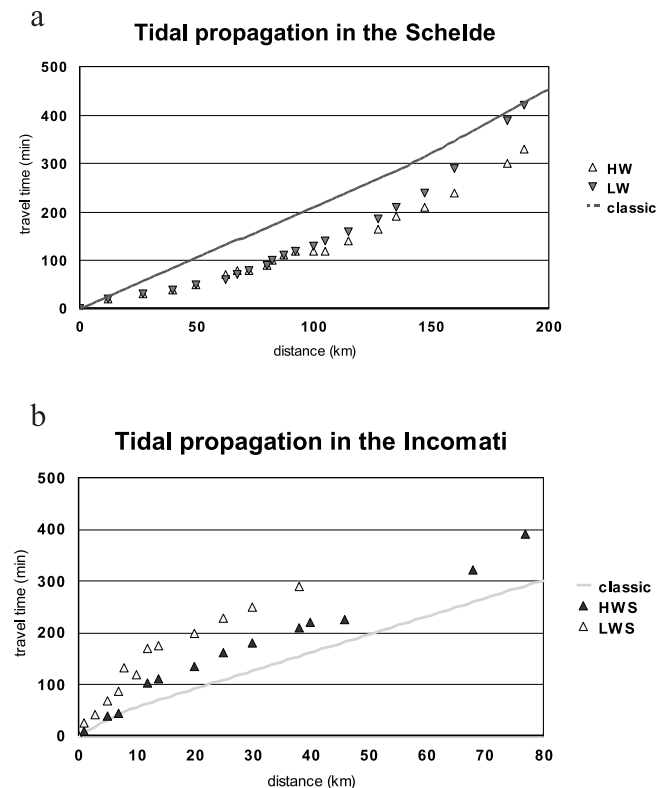 a
Tidal propagation in the Schelde
500
400
300
200
100
0
travel time (min)
0 50 100 150 200
distance (km)
HW
LW
classic
b
Tidal propagation in the Incomati
500
400
300
200
100
0
travel time (min)
0 10 20 30 40 50 60 70 80
distance (km)
classic
HWS
LWS